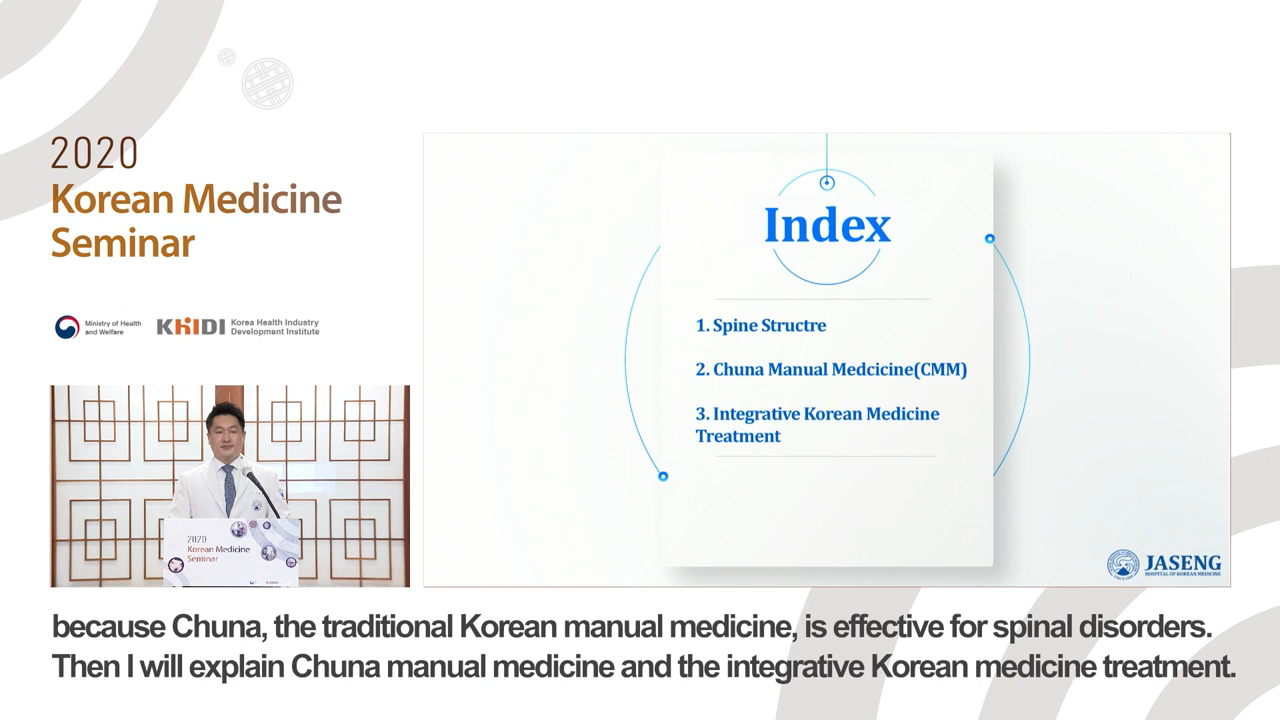 2020
Korean Medicine
Seminar
Ministry of Health
and Welfare
KHIDI
Korea Health Industry
Development Institute
2020
Korean Medicine
Seminar
Index
1. Spine Structre
2. Chuna Manual Medcicine(CMM)
3. Integrative Korean Medicine
Treatment
JASENG
HOSPITAL OF KOREAN MEDICINE
because Chuna, the traditional Korean manual medicine, is effective for spinal disorders.
Then I will explain Chuna manual medicine and the integrative Korean medicine treatment.